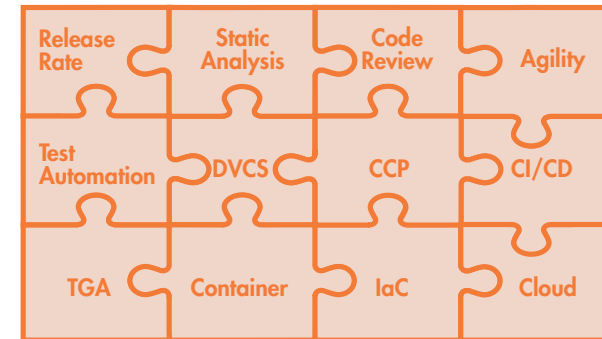 Release
Rate
Static
Analysis
Code
Review
Agility
Test
Automation
DVCS
CCP
CI/CD
TGA
Container
IaC
Cloud